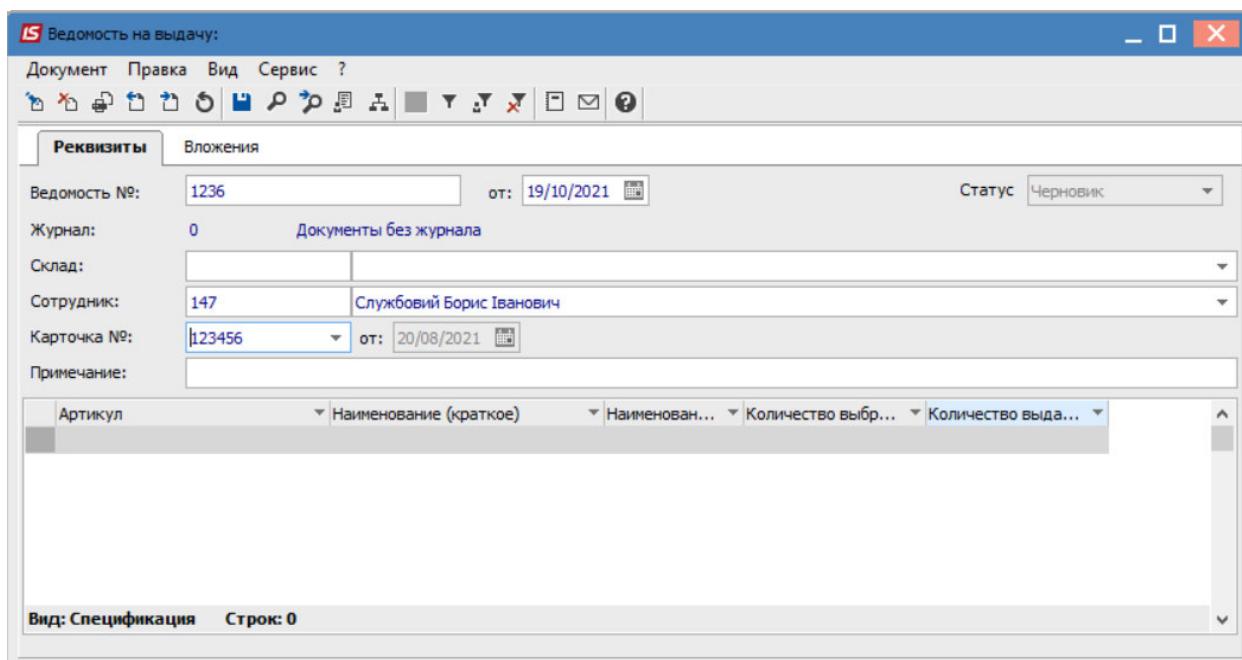 IS Ведомость на выдачу:
Документ Правка Вид Сервис ?
Реквизиты Вложения
Ведомость №: 1236 от: 19/10/2021 Статус Черновик
Журнал: 0 Документы без журнала
Склад:
Сотрудник: 147 Службовий Борис Іванович
Карточка №: 123456 от: 20/08/2021
Примечание:
Артикул Наименование (краткое) Наименован... Количество выбр... Количество выда...
Вид: Спецификация Строк: 0